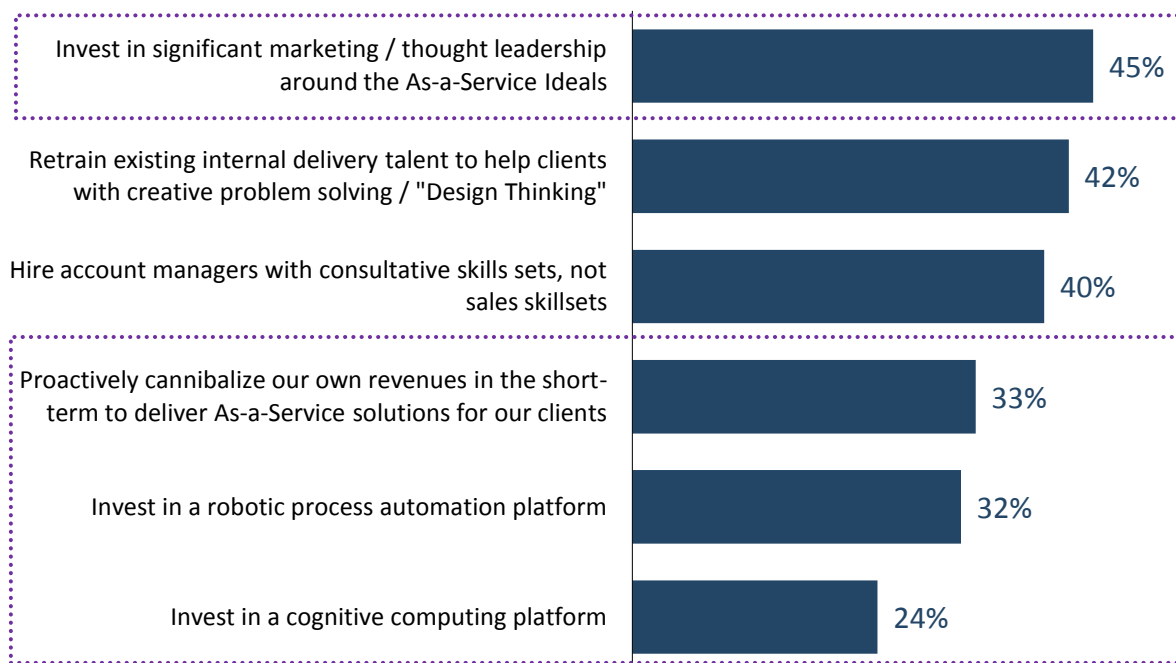 Invest in significant marketing / thought leadership
around the As-a-Service Ideals
45%
Retrain existing internal delivery talent to help clients
with creative problem solving / "Design Thinking"
42%
Hire account managers with consultative skills sets, not
sales skillsets
40%
Proactively cannibalize our own revenues in the short-
term to deliver As-a-Service solutions for our clients
33%
Invest in a robotic process automation platform
32%
Invest in a cognitive computing platform
24%